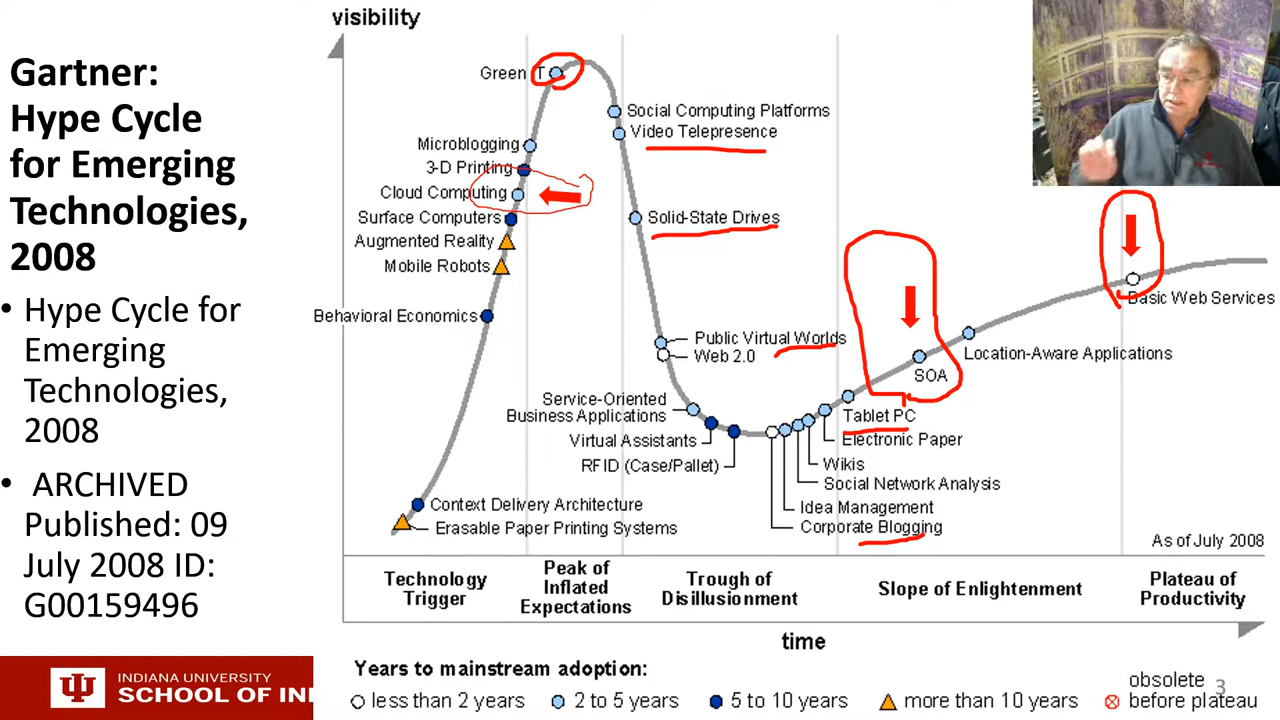 Gartner:
Hype Cycle
for Emerging
Technologies,
2008
• Hype Cycle for
Emerging
Technologies,
2008
• ARCHIVED
Published: 09
July 2008 ID:
G00159496
INDIANA UNIVERSITY
SCHOOL OF IN
visibility
Green IT
Social Computing Platforms
Video Telepresence
Microblogging
3-D Printing
Cloud Computing
Surface Computers
Solid-State Drives
Augmented Reality
Mobile Robots
Behavioral Economics
Basic Web Services
Public Virtual Worlds
Web 2.0
Location-Aware Applications
SOA
Service-Oriented
Business Applications
Tablet PC
Virtual Assistants
Electronic Paper
RFID (Case/Pallet)
Wikis
Social Network Analysis
Context Delivery Architecture
Idea Management
Erasable Paper Printing Systems
Corporate Blogging
As of July 2008
Technology
Trigger
Peak of
Inflated
Expectations
Trough of
Disillusionment
Slope of Enlightenment
Plateau of
Productivity
time
Years to mainstream adoption:
less than 2 years
2 to 5 years
5 to 10 years
more than 10 years
obsolete
before plateau
3